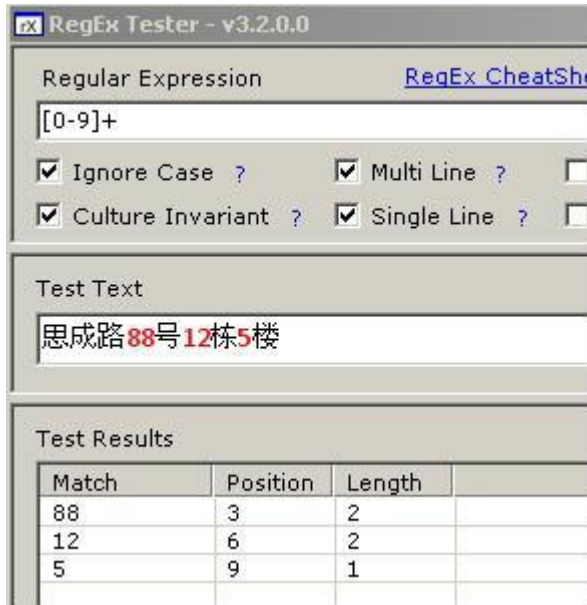 rX RegEx Tester - v3.2.0.0
Regular Expression RegEx CheatShe
[0-9]+
Ignore Case ? Multi Line ?
Culture Invariant ? Single Line ?
Test Text
思成路88号12栋5楼
Test Results
Match Position Length
88 3 2
12 6 2
5 9 1